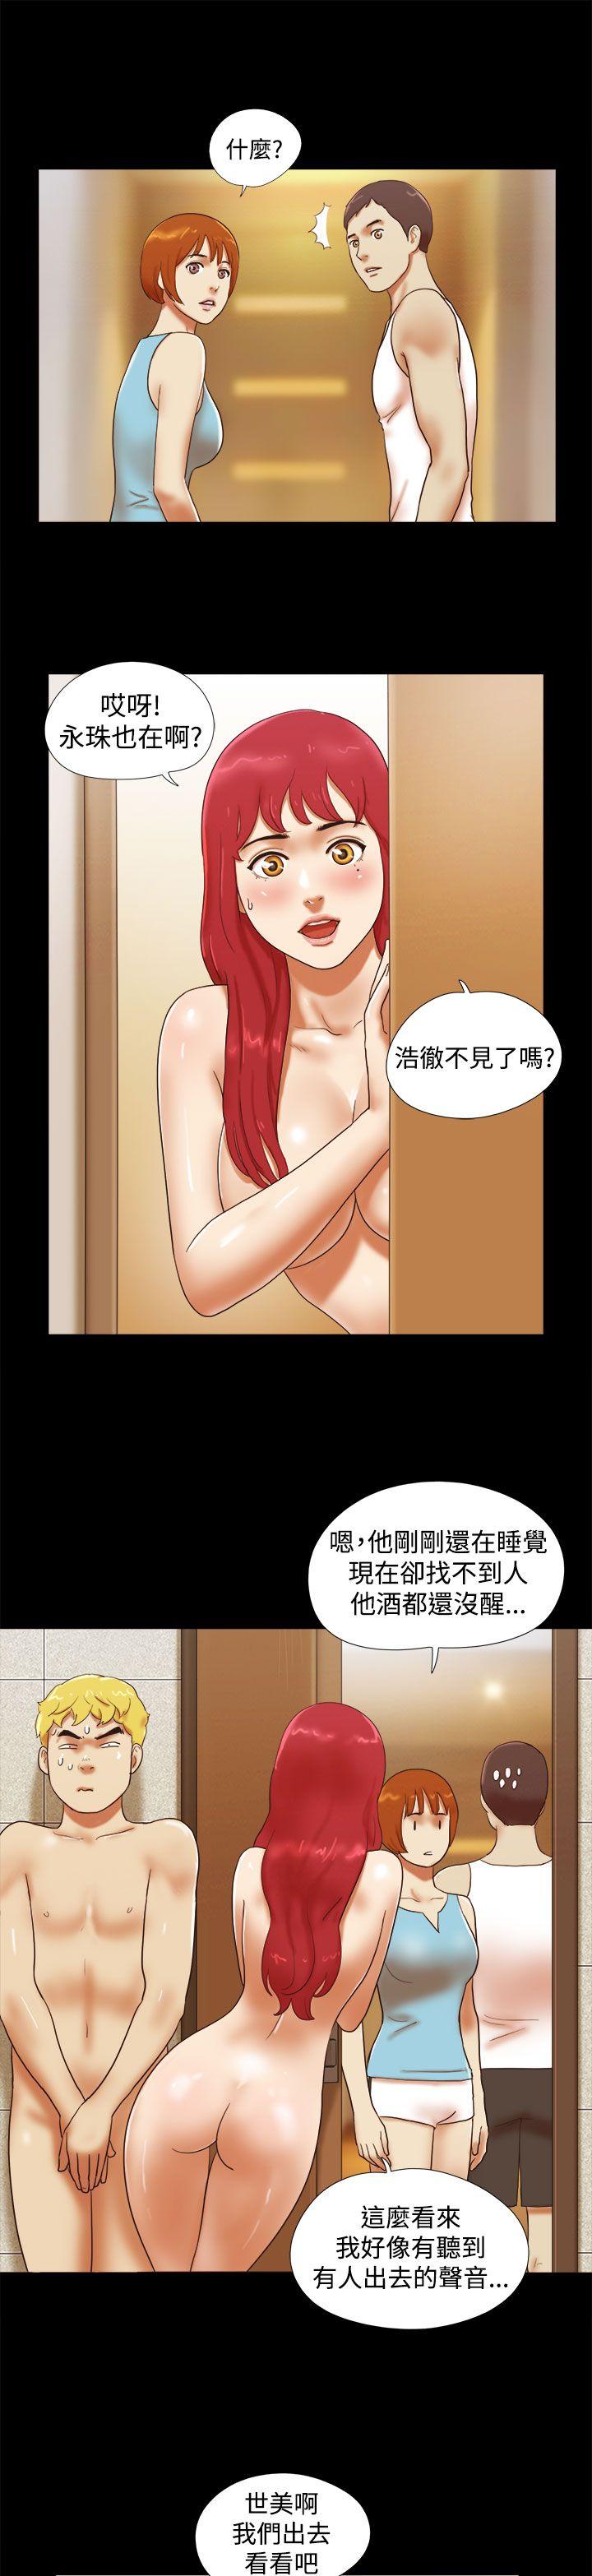 什麼?
哎呀!
永珠也在啊?
浩徹不見了嗎?
嗯,他剛剛還在睡覺
現在卻找不到人
他酒都還沒醒...
這麼看來
我好像有聽到
有人出去的聲音...
世美啊
我們出去
看看吧